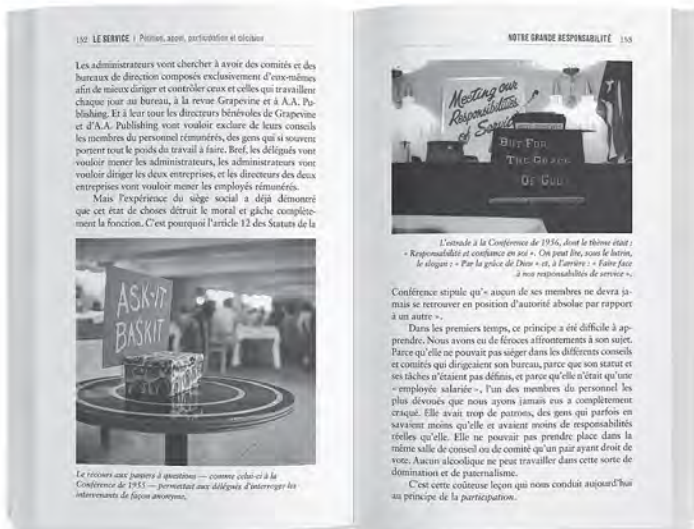 152 LE SERVICE | Position, appel, participation et décision
Les administrateurs vont chercher à avoir des comités et des
bureaux de direction composés exclusivement d'eux-mêmes
afin de mieux diriger et contrôler ceux et celles qui travaillent
chaque jour au bureau, à la revue Grapevine et à A.A. Pu-
blishing. Et à leur tour les directeurs bénévoles de Grapevine
et d'A.A. Publishing vont vouloir exclure de leurs conseils
les membres du personnel rémunérés, des gens qui si souvent
portent tout le poids du travail à faire. Bref, les délégués vont
vouloir mener les administrateurs, les administrateurs vont
vouloir diriger les deux entreprises, et les directeurs des deux
entreprises vont vouloir mener les employés rémunérés.
Mais l'expérience du siège social a déjà démontré
que cet état de choses détruit le moral et gâche complète-
ment la fonction. C'est pourquoi l'article 12 des Statuts de la
ASK-IT
BASKIT
Le recours aux paniers à questions — comme celui-ci à la
Conférence de 1955 — permettait aux délégués d'interroger les
intervenants de façon anonyme.
NOTRE GRANDE RESPONSABILITÉ 153
Meeting our
Responsibilities
of Service
BUT FOR
THE GRACE
OF GOD
L'estrade à la Conférence de 1956, dont le thème était :
« Responsabilité et confiance en soi ». On peut lire, sous le lutrin,
le slogan : « Par la grâce de Dieu » et, à l'arrière : « Faire face
à nos responsabilités de service ».
Conférence stipule qu'« aucun de ses membres ne devra ja-
mais se retrouver en position d'autorité absolue par rapport
à un autre ».
Dans les premiers temps, ce principe a été difficile à ap-
prendre. Nous avons eu de féroces affrontements à son sujet.
Parce qu'elle ne pouvait pas siéger dans les différents conseils
et comités qui dirigeaient son bureau, parce que son statut et
ses tâches n'étaient pas définis, et parce qu'elle n'était qu'une
« employée salariée », l'un des membres du personnel les
plus dévoués que nous ayons jamais eus a complètement
craqué. Elle avait trop de patrons, des gens qui parfois en
savaient moins qu'elle et avaient moins de responsabilités
réelles qu'elle. Elle ne pouvait pas prendre place dans la
même salle de conseil ou de comité qu'un pair ayant droit de
vote. Aucun alcoolique ne peut travailler dans cette sorte de
domination et de paternalisme.
C'est cette coûteuse leçon qui nous conduit aujourd'hui
au principe de la participation.